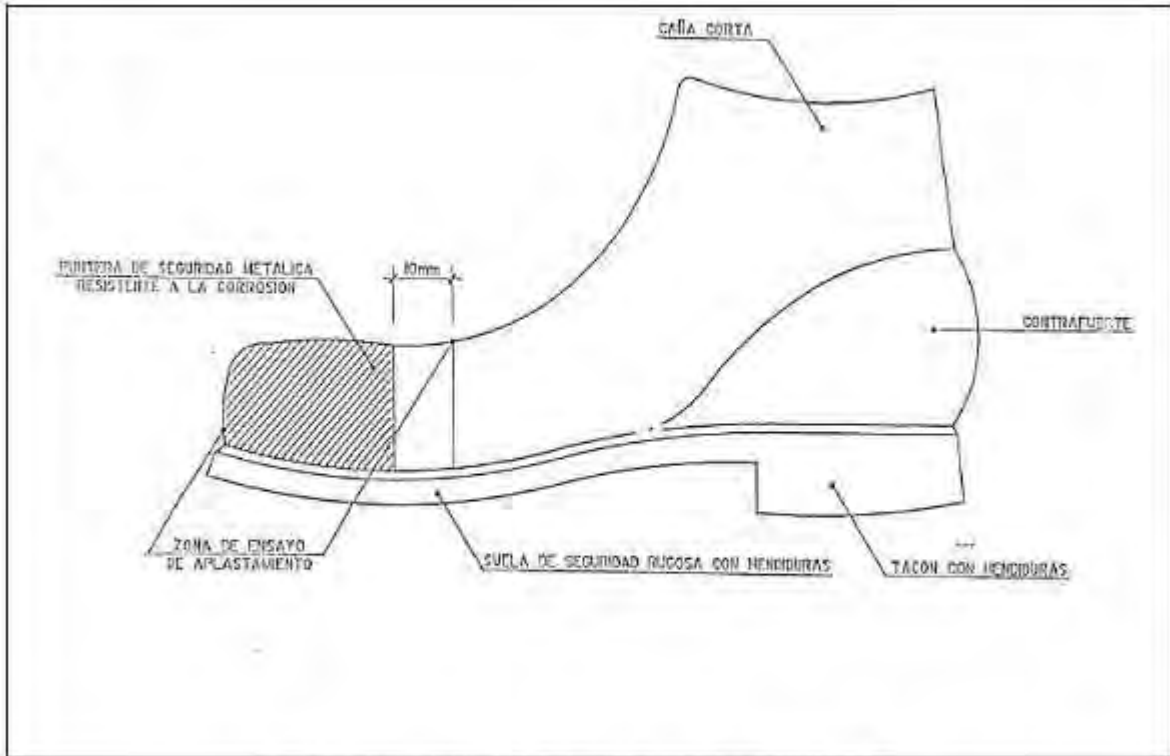 CAÑA CORTA
PUNTERA DE SEGURIDAD METALICA
RESISTENTE A LA CORROSION
10mm
CONTRAFUERTE
ZONA DE ENSAYO
DE APLASTAMIENTO
SUELA DE SEGURIDAD RUGOSA CON HENDIDURAS
TACON CON HENDIDURAS